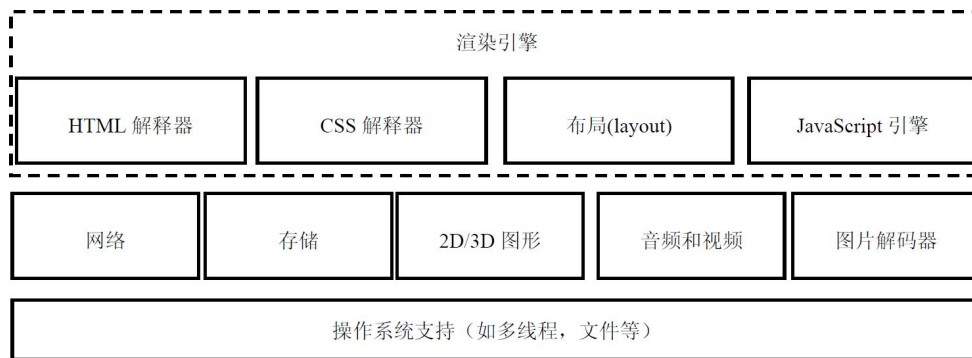 渲染引擎
HTML 解释器
CSS 解释器
布局(layout)
JavaScript 引擎
网络
存储
2D/3D 图形
音频和视频
图片解码器
操作系统支持（如多线程，文件等）